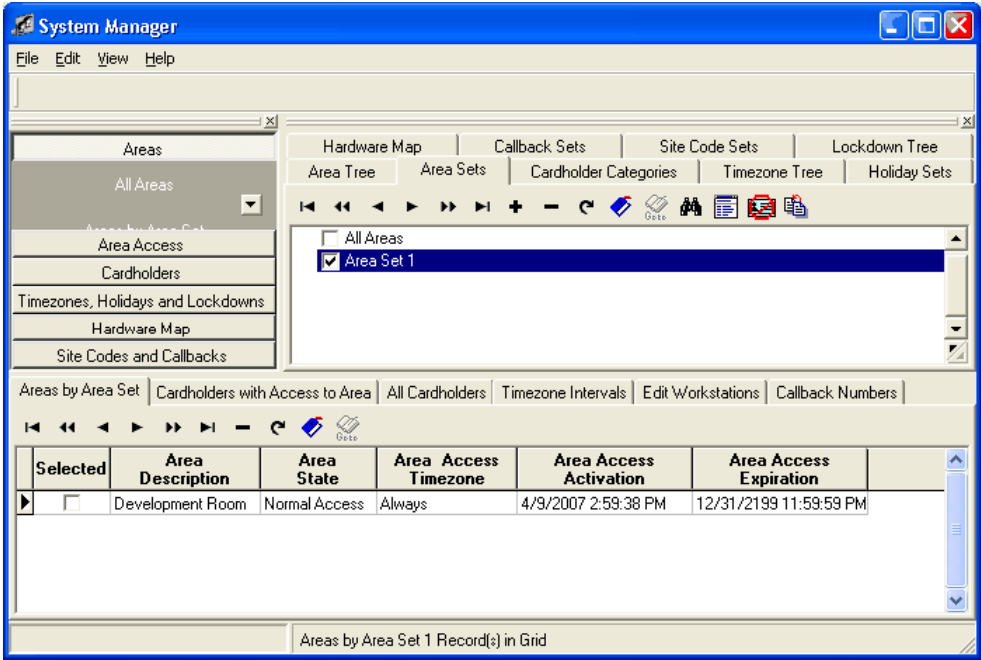 System Manager
File Edit View Help
Areas
All Areas
Areas by Area Set
Area Access
Cardholders
Timezones, Holidays and Lockdowns
Hardware Map
Site Codes and Callbacks
Hardware Map Callback Sets Site Code Sets Lockdown Tree
Area Tree Area Sets Cardholder Categories Timezone Tree Holiday Sets
Goto
All Areas
Area Set 1
Areas by Area Set Cardholders with Access to Area All Cardholders Timezone Intervals Edit Workstations Callback Numbers
Goto
Selected Area Description Area State Area Access Timezone Area Access Activation Area Access Expiration
Development Room Normal Access Always 4/9/2007 2:59:38 PM 12/31/2199 11:59:59 PM
Areas by Area Set 1 Record(s) in Grid